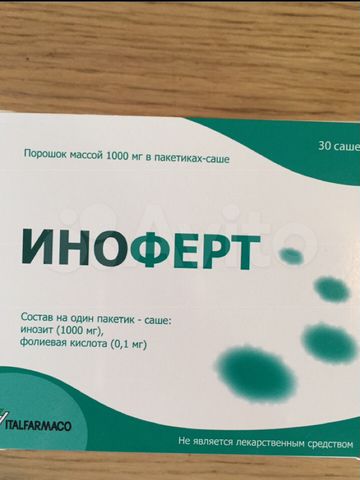 30 саше
Порошок массой 1000 мг в пакетиках-саше
Avito
ИНОФЕРТ
Состав на один пакетик - саше:
инозит (1000 мг),
фолиевая кислота (0,1 мг)
ITALFARMACO
Не является лекарственным средством